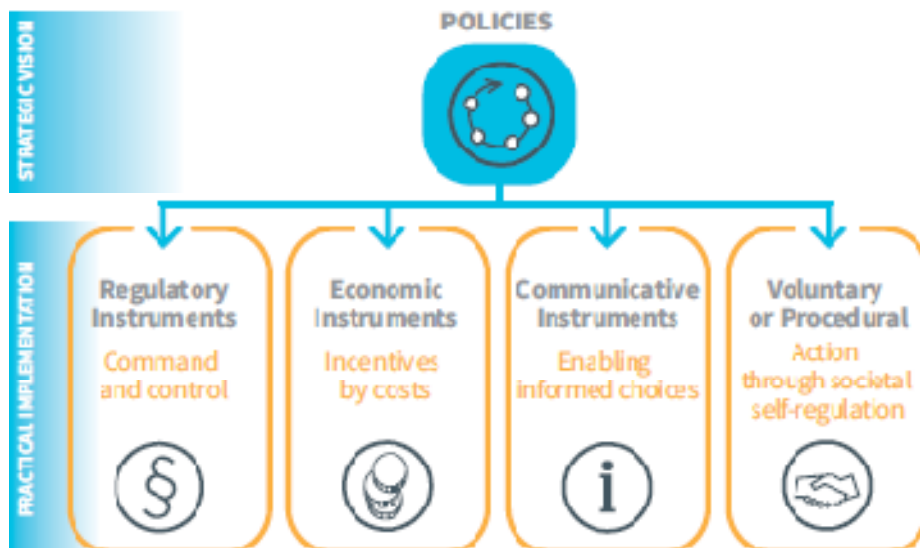 STRATEGIC VISION
POLICIES
PRACTICAL IMPLEMENTATION
Regulatory
Instruments
Command
and control
§
Economic
Instruments
Incentives
by costs
Communicative
Instruments
Enabling
informed choices
i
Voluntary
or Procedural
Action
through societal
self-regulation